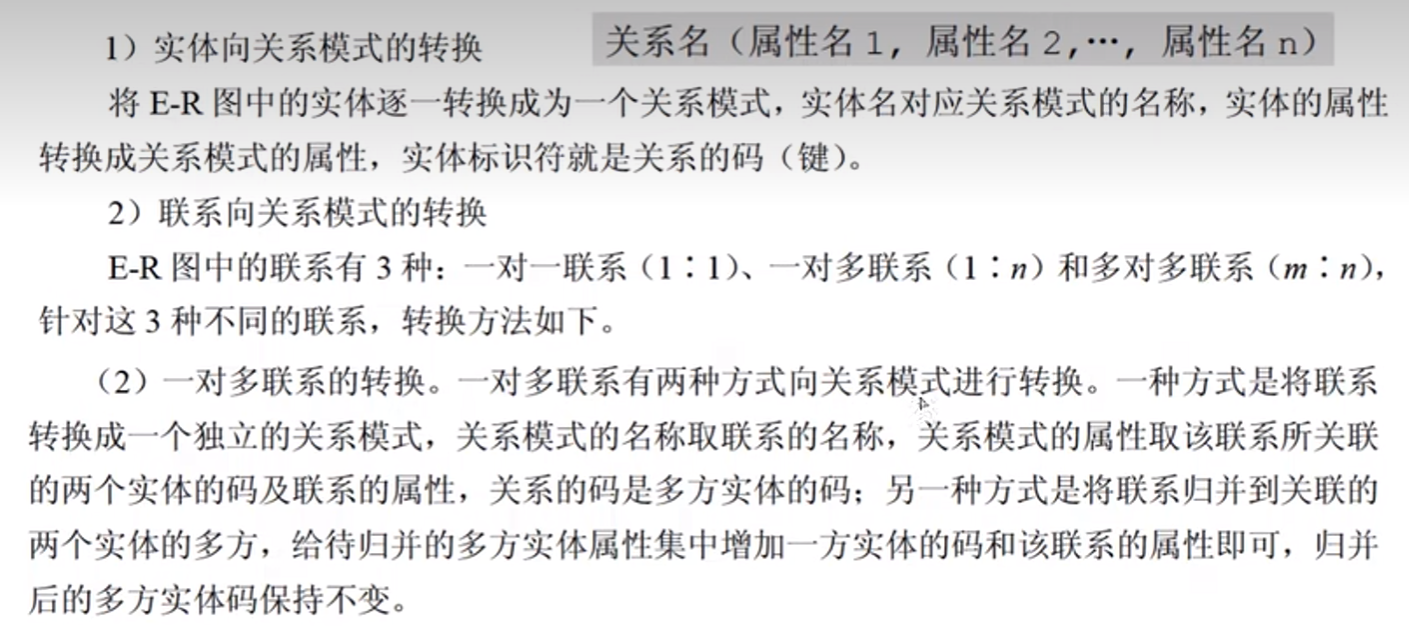 1）实体向关系模式的转换
关系名（属性名1，属性名2,…，属性名n）
将 E-R 图中的实体逐一转换成为一个关系模式，实体名对应关系模式的名称，实体的属性
转换成关系模式的属性，实体标识符就是关系的码（键）。
2）联系向关系模式的转换
E-R 图中的联系有 3 种：一对一联系（1∶1）、一对多联系（1∶n）和多对多联系（m∶n），
针对这 3 种不同的联系，转换方法如下。
（2）一对多联系的转换。一对多联系有两种方式向关系模式进行转换。一种方式是将联系
转换成一个独立的关系模式，关系模式的名称取联系的名称，关系模式的属性取该联系所关联
的两个实体的码及联系的属性，关系的码是多方实体的码；另一种方式是将联系归并到关联的
两个实体的多方，给待归并的多方实体属性集中增加一方实体的码和该联系的属性即可，归并
后的多方实体码保持不变。